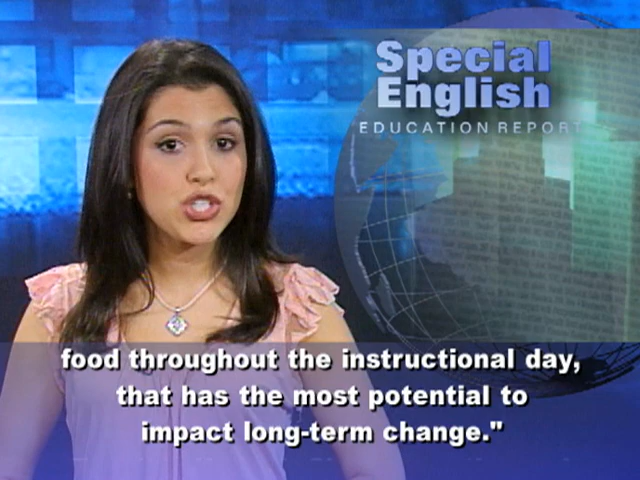 Special
English
EDUCATION REPORT
food throughout the instructional day,
that has the most potential to
impact long-term change."